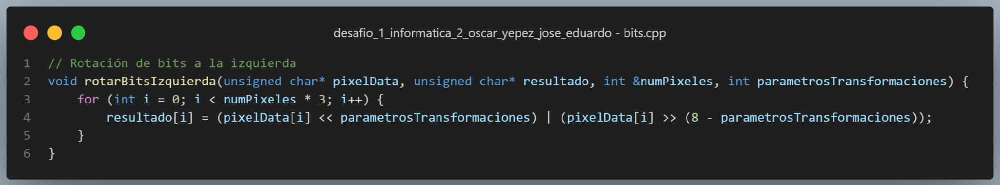 desafio_1_informatica_2_oscar_yepez_jose_eduardo - bits.cpp
1 // Rotación de bits a la izquierda
2 void rotarBitsIzquierda(unsigned char* pixelData, unsigned char* resultado, int &numPixeles, int parametrosTransformaciones) {
3     for (int i = 0; i < numPixeles * 3; i++) {
4         resultado[i] = (pixelData[i] << parametrosTransformaciones) | (pixelData[i] >> (8 - parametrosTransformaciones));
5     }
6 }